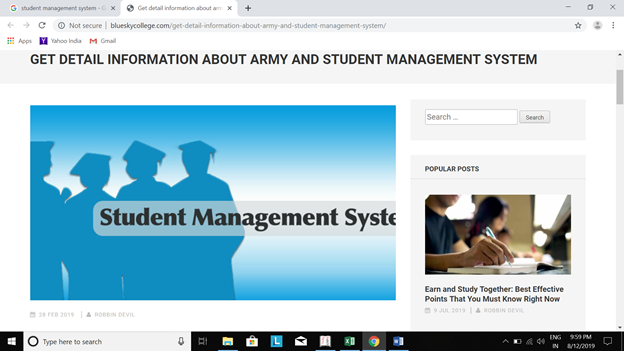 student management system - G
Get detail information about arm
Not secure | blueskycollege.com/get-detail-information-about-army-and-student-management-system/
Apps Yahoo India Gmail
GET DETAIL INFORMATION ABOUT ARMY AND STUDENT MANAGEMENT SYSTEM
Search ... Search
POPULAR POSTS
Student Management Syste
Earn and Study Together: Best Effective
Points That You Must Know Right Now
9 JUL 2019 | ROBBIN DEVIL
28 FEB 2019 | ROBBIN DEVIL
Type here to search
ENG
IN
9:59 PM
8/12/2019